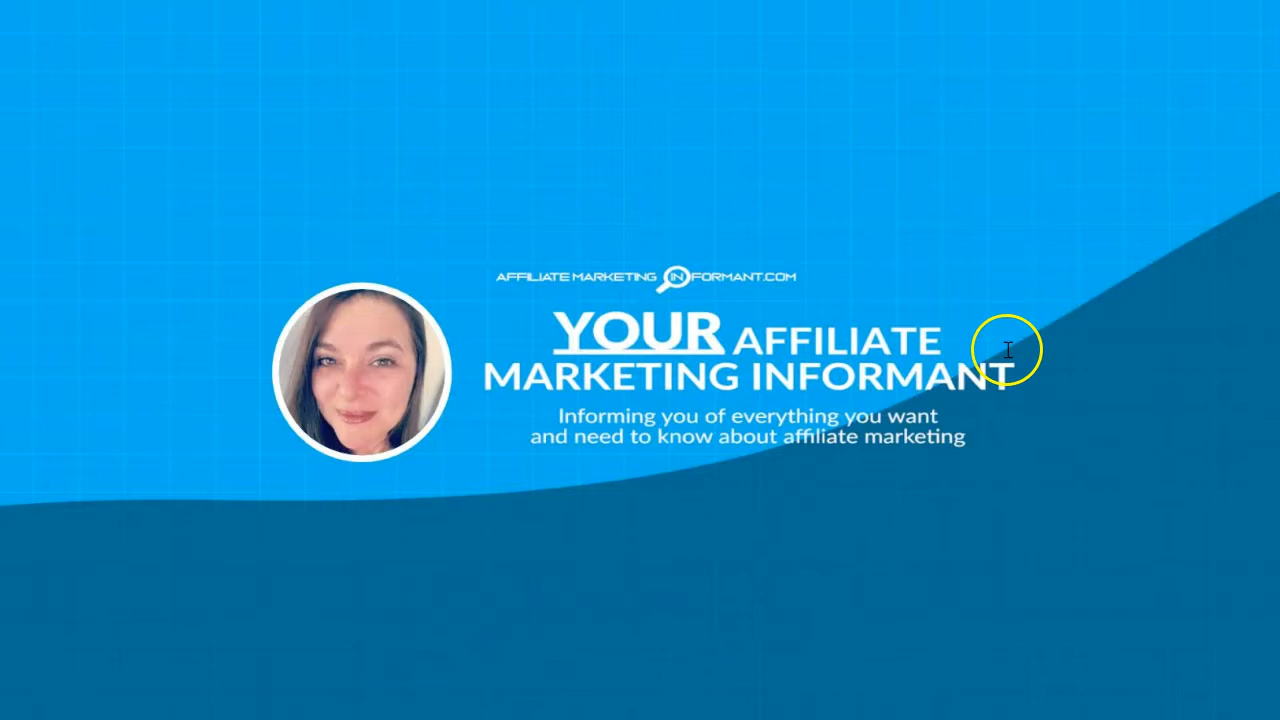 AFFILIATE MARKETING INFORMANT.COM
YOUR AFFILIATE
MARKETING INFORMANT
Informing you of everything you want
and need to know about affiliate marketing